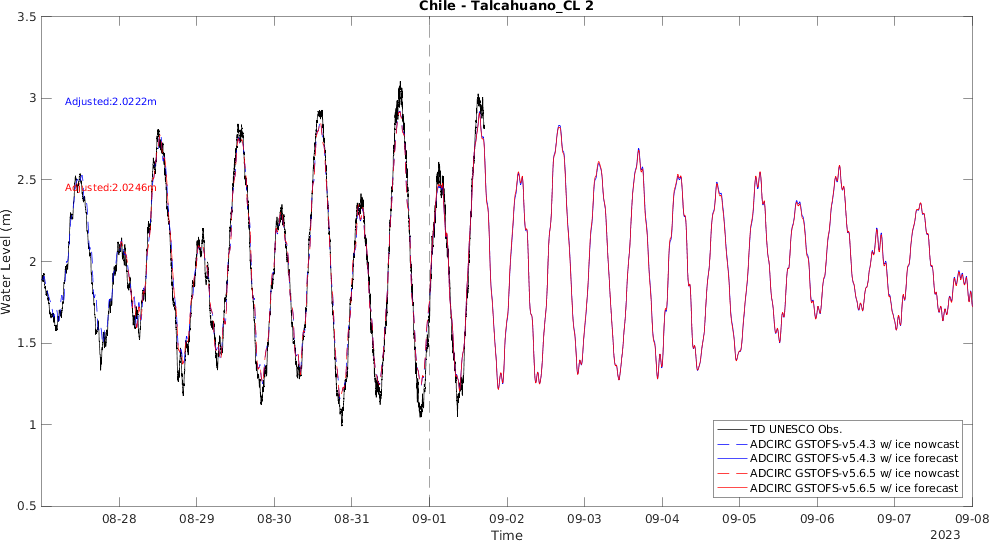 Chile - Talcahuano_CL 2
3.5
3
2.5
2
1.5
1
0.5
Water Level (m)
Adjusted:2.0222m
Adjusted:2.0246m
TD UNESCO Obs.
ADCIRC GSTOFS-v5.4.3 w/ ice nowcast
ADCIRC GSTOFS-v5.4.3 w/ ice forecast
ADCIRC GSTOFS-v5.6.5 w/ ice nowcast
ADCIRC GSTOFS-v5.6.5 w/ ice forecast
08-28 08-29 08-30 08-31 09-01 09-02 09-03 09-04 09-05 09-06 09-07 09-08
Time
2023